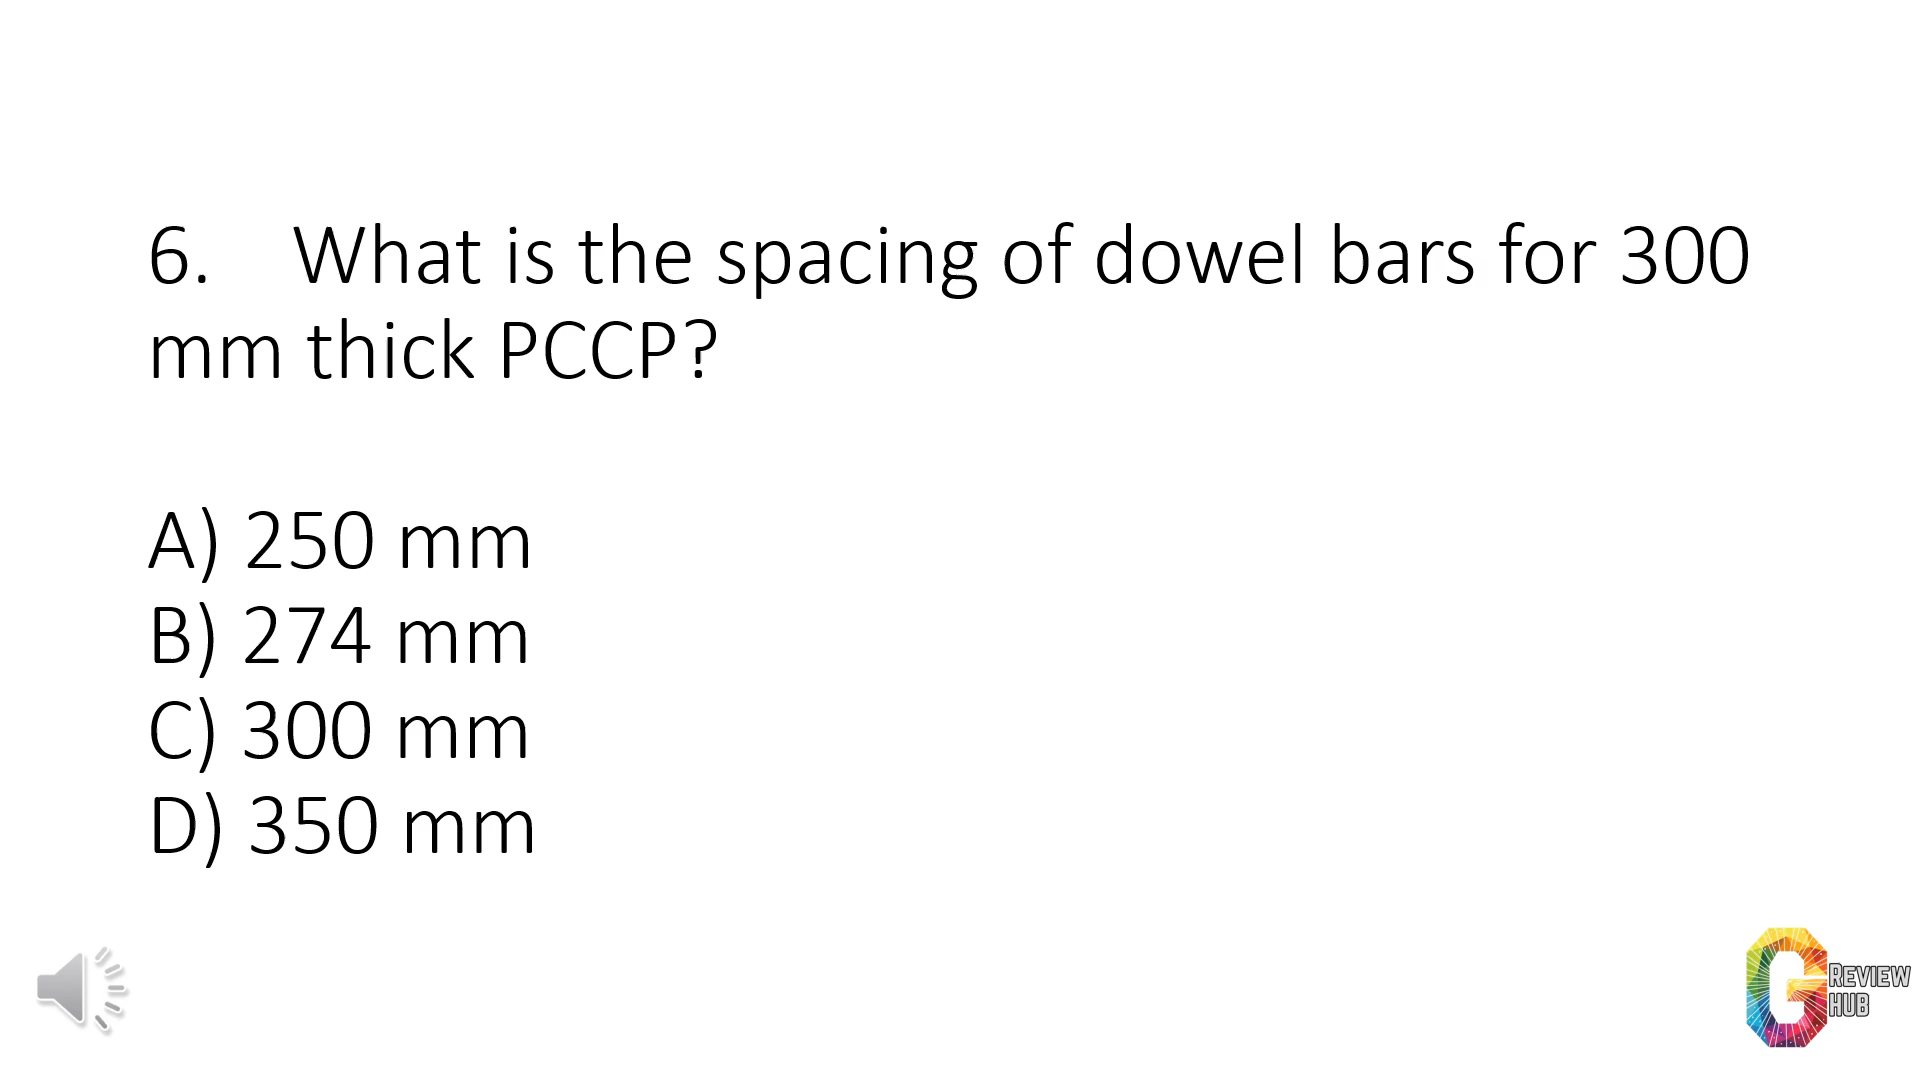 6. What is the spacing of dowel bars for 300
mm thick PCCP?
A) 250 mm
B) 274 mm
C) 300 mm
D) 350 mm
G REVIEW
HUB